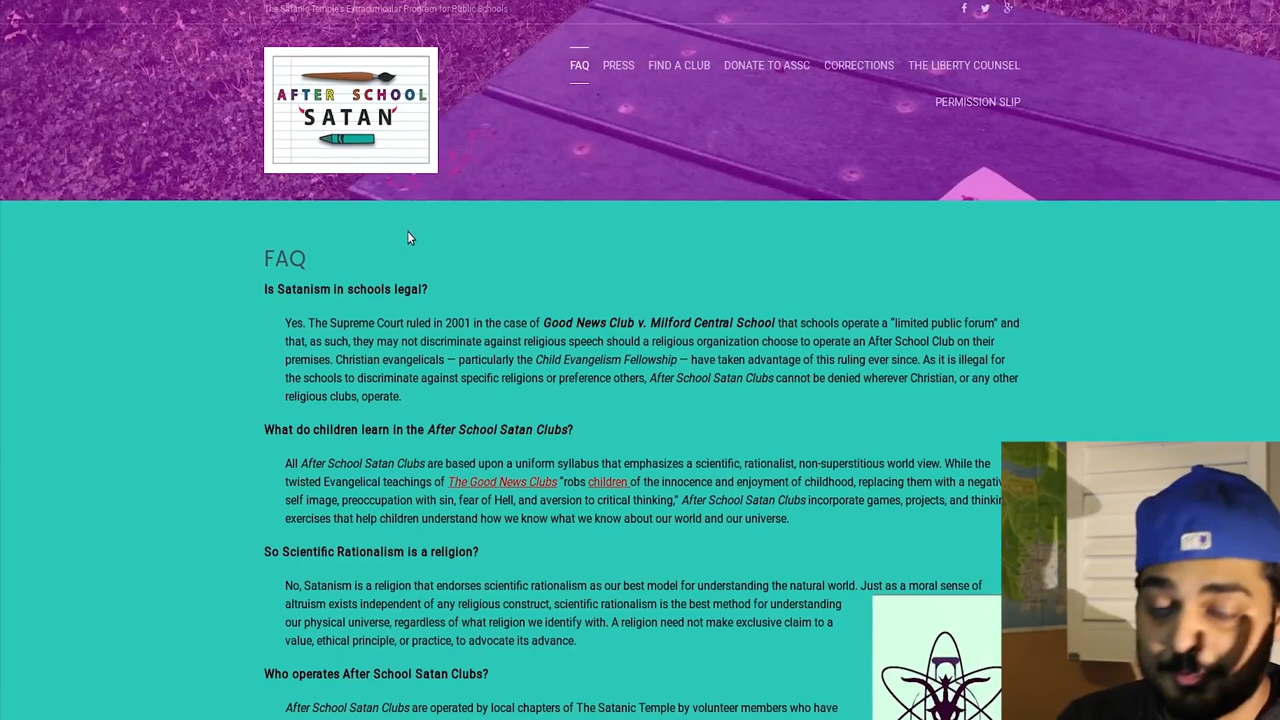 The Satanic Temple's Extracurricular Program for Public Schools
AFTER SCHOOL
SATAN
FAQ PRESS FIND A CLUB DONATE TO ASSC CORRECTIONS THE LIBERTY COUNSEL
PERMISSION SLIP
FAQ
Is Satanism in schools legal?
Yes. The Supreme Court ruled in 2001 in the case of Good News Club v. Milford Central School that schools operate a “limited public forum” and
that, as such, they may not discriminate against religious speech should a religious organization choose to operate an After School Club on their
premises. Christian evangelicals — particularly the Child Evangelism Fellowship — have taken advantage of this ruling ever since. As it is illegal for
the schools to discriminate against specific religions or preference others, After School Satan Clubs cannot be denied wherever Christian, or any other
religious clubs, operate.
What do children learn in the After School Satan Clubs?
All After School Satan Clubs are based upon a uniform syllabus that emphasizes a scientific, rationalist, non-superstitious world view. While the
twisted Evangelical teachings of The Good News Clubs “robs children of the innocence and enjoyment of childhood, replacing them with a
self image, preoccupation with sin, fear of Hell, and aversion to critical thinking,” After School Satan Clubs incorporate games, projects, and
exercises that help children understand how we know what we know about our world and our universe.
So Scientific Rationalism is a religion?
No, Satanism is a religion that endorses scientific rationalism as our best model for understanding the natural world. Just as a moral sense of
altruism exists independent of any religious construct, scientific rationalism is the best method for understanding
our physical universe, regardless of what religion we identify with. A religion need not make exclusive claim to a
value, ethical principle, or practice, to advocate its advance.
Who operates After School Satan Clubs?
After School Satan Clubs are operated by local chapters of The Satanic Temple by volunteer members who have